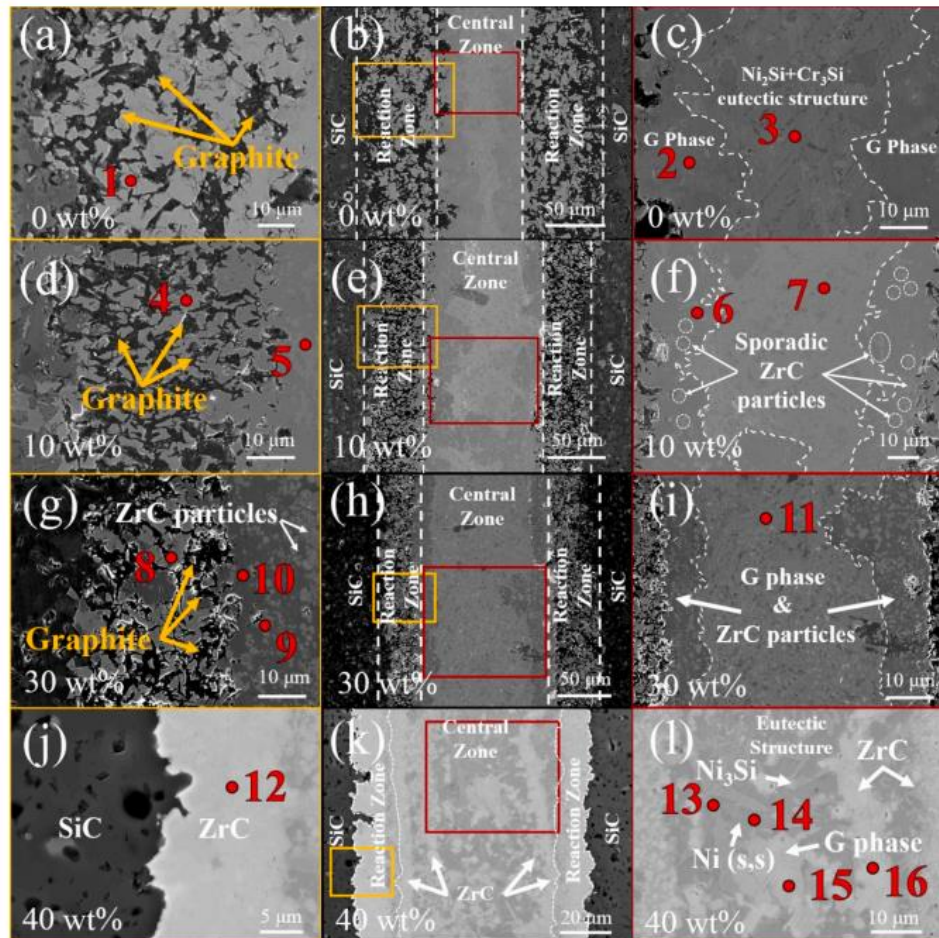 (a)
Graphite
1
0 wt%
10 μm
(b)
Central
Zone
SiC
Reaction
Zone
Reaction
Zone
SiC
0 wt%
50 μm
(c)
Ni₂Si+Cr₃Si
eutectic structure
G Phase
2
3
G Phase
0 wt%
10 μm
(d)
4
5
Graphite
10 wt%
10 μm
(e)
Central
Zone
SiC
Reaction
Zone
Reaction
Zone
SiC
10 wt%
50 μm
(f)
6
7
Sporadic
ZrC
particles
10 wt%
10 μm
(g)
ZrC particles
8
10
Graphite
9
30 wt%
10 μm
(h)
Central
Zone
SiC
Reaction
Zone
Reaction
Zone
SiC
30 wt%
50 μm
(i)
11
G phase
&
ZrC particles
30 wt%
10 μm
(j)
12
SiC
ZrC
40 wt%
5 μm
(k)
Central
Zone
SiC
Reaction Zone
Reaction Zone
SiC
ZrC
40 wt%
20 μm
(l)
Eutectic
Structure
ZrC
Ni₃Si
13
14
Ni (s,s)
G phase
15
16
40 wt%
10 μm